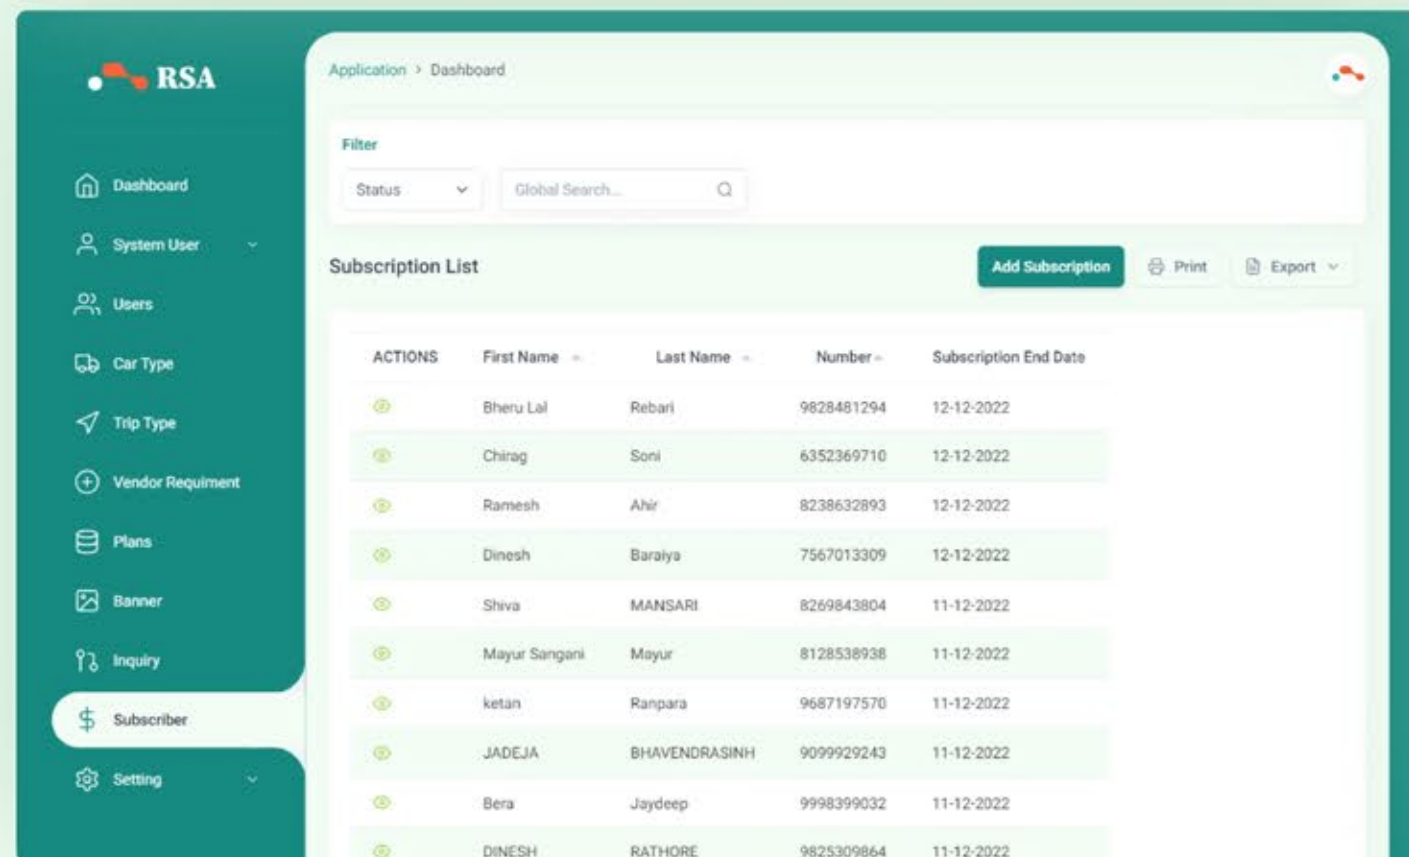 RSA
Application > Dashboard
Filter
Status
Global Search...
Dashboard
System User
Users
Car Type
Trip Type
Vendor Requiment
Plans
Banner
Inquiry
Subscriber
Setting
Subscription List
Add Subscription
Print
Export
ACTIONS First Name Last Name Number Subscription End Date
Bheru Lal Rebari 9828481294 12-12-2022
Chirag Soni 6352369710 12-12-2022
Ramesh Ahir 8238632893 12-12-2022
Dinesh Baraiya 7567013309 12-12-2022
Shiva MANSARI 8269843804 11-12-2022
Mayur Sangani Mayur 8128538938 11-12-2022
ketan Ranpara 9687197570 11-12-2022
JADEJA BHAVENDRASINH 9099929243 11-12-2022
Bera Jaydeep 9998399032 11-12-2022
DINESH RATHORE 9825309864 11-12-2022